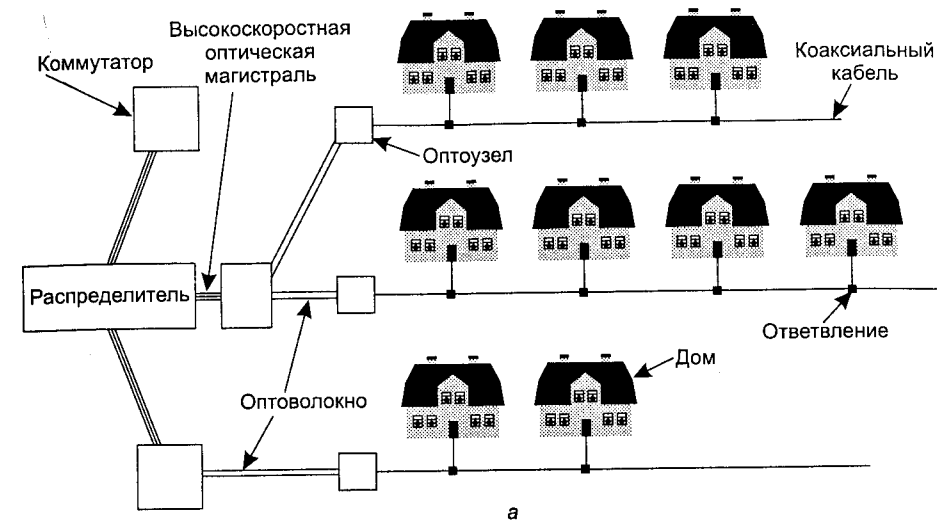 Высокоскоростная
оптическая
магистраль
Коммутатор
Коаксиальный
кабель
Оптоузел
Распределитель
Ответвление
Дом
Оптоволокно
а